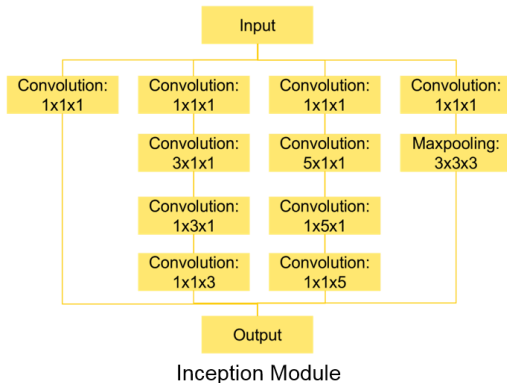 Input
Convolution:
1x1x1
Convolution:
1x1x1
Convolution:
1x1x1
Convolution:
1x1x1
Convolution:
3x1x1
Convolution:
5x1x1
Maxpooling:
3x3x3
Convolution:
1x3x1
Convolution:
1x5x1
Convolution:
1x1x3
Convolution:
1x1x5
Output
Inception Module